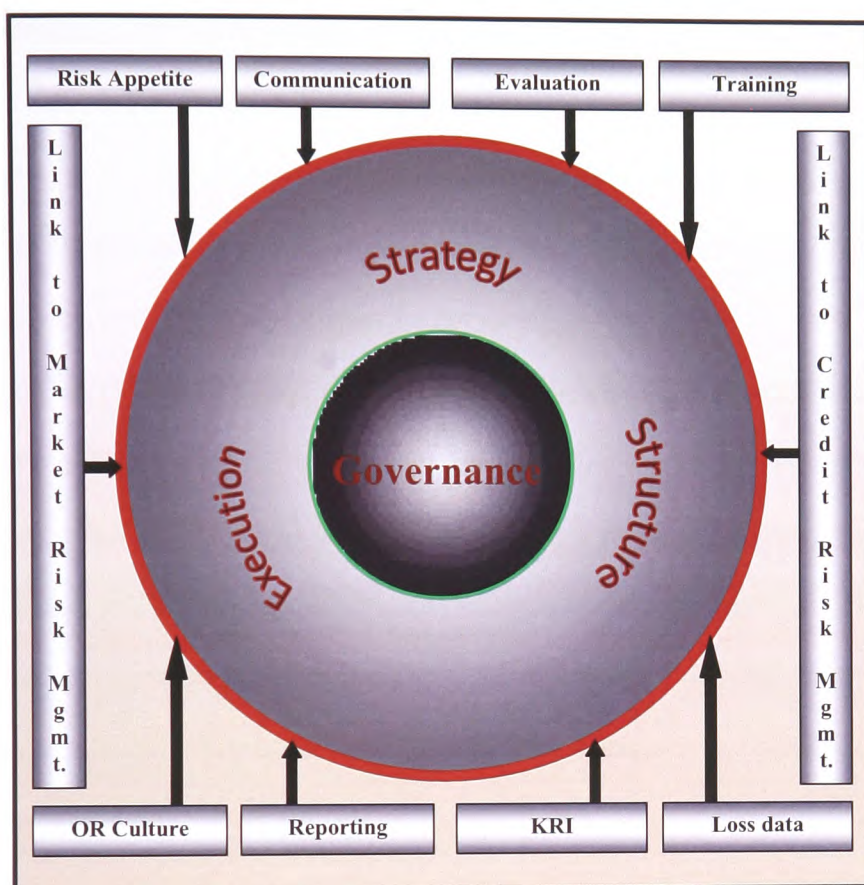 Risk Appetite
Communication
Evaluation
Training
Link to Market Risk Mgmt.
Link to Credit Risk Mgmt.
Strategy
Structure
Execution
Governance
OR Culture
Reporting
KRI
Loss data